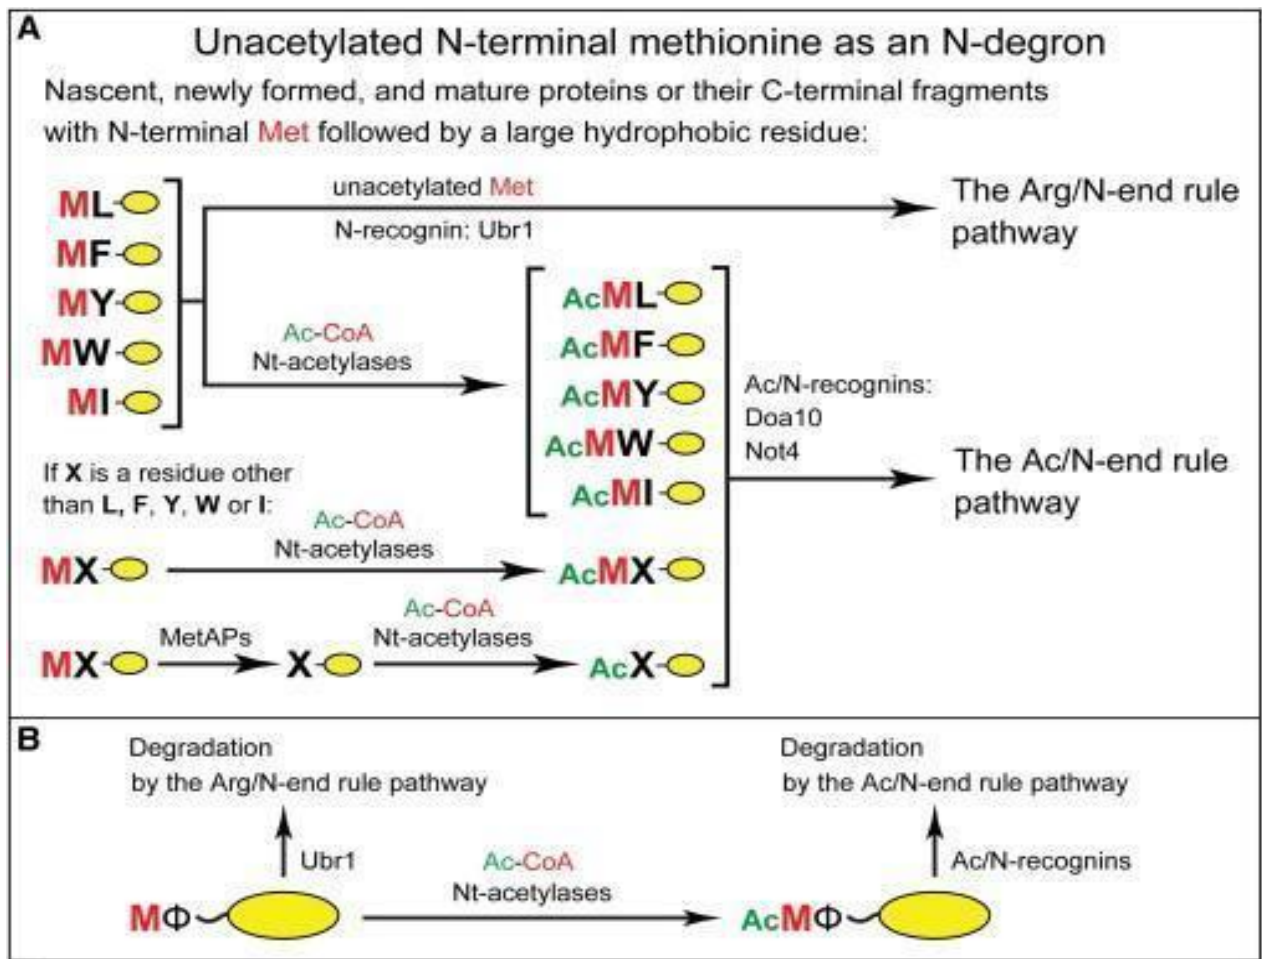 A
Unacetylated N-terminal methionine as an N-degron
Nascent, newly formed, and mature proteins or their C-terminal fragments
with N-terminal Met followed by a large hydrophobic residue:
ML
MF
MY
MW
MI
unacetylated Met
N-recognin: Ubr1
The Arg/N-end rule
pathway
Ac-CoA
Nt-acetylases
AcML
AcMF
AcMY
AcMW
AcMI
Ac/N-recognins:
Doa10
Not4
The Ac/N-end rule
pathway
If X is a residue other
than L, F, Y, W or I:
MX
Ac-CoA
Nt-acetylases
AcMX
MX
MetAPs
X
Ac-CoA
Nt-acetylases
AcX
B
Degradation
by the Arg/N-end rule pathway
Ubr1
MΦ
Ac-CoA
Nt-acetylases
Degradation
by the Ac/N-end rule pathway
Ac/N-recognins
AcMΦ